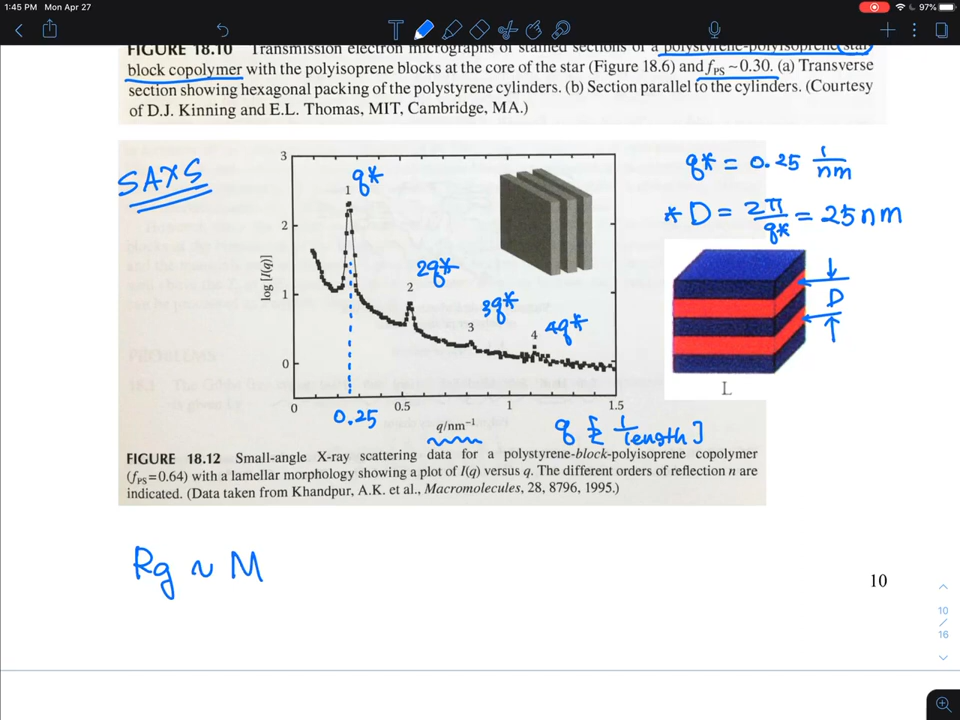 1:45 PM Mon Apr 27
97%
FIGURE 18.10 Transmission electron micrographs of stained sections of a polystyrene-polyisoprene (star)
block copolymer with the polyisoprene blocks at the core of the star (Figure 18.6) and fPS ~0.30. (a) Transverse
section showing hexagonal packing of the polystyrene cylinders. (b) Section parallel to the cylinders. (Courtesy
of D.J. Kinning and E.L. Thomas, MIT, Cambridge, MA.)
SAXS
3
2
1
0
log [I(q)]
0
0.5
1
1.5
q/nm⁻¹
1
2
3
4
q*
2q*
3q*
4q*
0.25
q [=] 1/length ]
q* = 0.25 1/nm
* D = 2π/q* = 25 nm
D
L
FIGURE 18.12 Small-angle X-ray scattering data for a polystyrene-block-polyisoprene copolymer
(fPS=0.64) with a lamellar morphology showing a plot of I(q) versus q. The different orders of reflection n are
indicated. (Data taken from Khandpur, A.K. et al., Macromolecules, 28, 8796, 1995.)
Rg ~ M
10
10
/
16